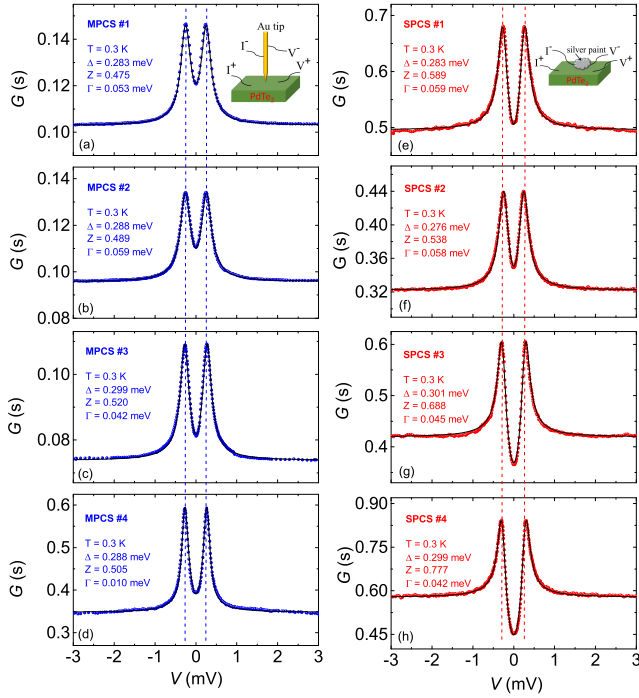 MPCS #1
T = 0.3 K
Δ = 0.283 meV
Z = 0.475
Γ = 0.053 meV
Au tip
I⁻
V⁻
I⁺
V⁺
PdTe₂
(a)
G (s)
0.14
0.12
0.10
MPCS #2
T = 0.3 K
Δ = 0.288 meV
Z = 0.489
Γ = 0.059 meV
(b)
G (s)
0.14
0.12
0.10
0.08
MPCS #3
T = 0.3 K
Δ = 0.299 meV
Z = 0.520
Γ = 0.042 meV
(c)
G (s)
0.10
0.09
0.08
MPCS #4
T = 0.3 K
Δ = 0.288 meV
Z = 0.505
Γ = 0.010 meV
(d)
G (s)
0.6
0.5
0.4
0.3
-3 -2 -1 0 1 2 3
V (mV)
SPCS #1
T = 0.3 K
Δ = 0.283 meV
Z = 0.589
Γ = 0.059 meV
silver paint
I⁻
V⁻
I⁺
V⁺
PdTe₂
(e)
G (s)
0.7
0.6
0.5
SPCS #2
T = 0.3 K
Δ = 0.276 meV
Z = 0.538
Γ = 0.058 meV
(f)
G (s)
0.44
0.40
0.36
0.32
SPCS #3
T = 0.3 K
Δ = 0.301 meV
Z = 0.688
Γ = 0.045 meV
(g)
G (s)
0.6
0.5
0.4
SPCS #4
T = 0.3 K
Δ = 0.299 meV
Z = 0.777
Γ = 0.042 meV
(h)
G (s)
0.90
0.75
0.60
0.45
-3 -2 -1 0 1 2 3
V (mV)